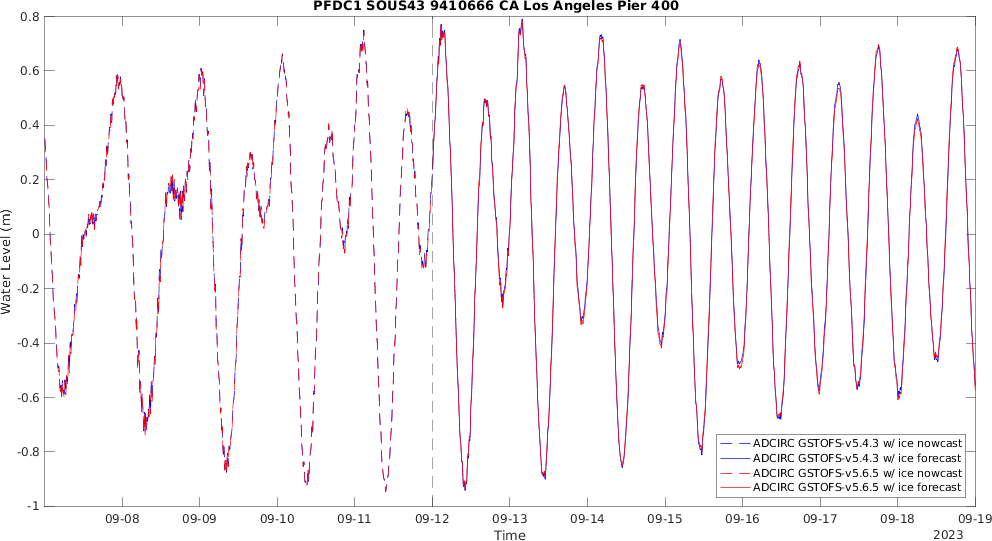 PFDC1 SOUS43 9410666 CA Los Angeles Pier 400
0.8
0.6
0.4
0.2
0
-0.2
-0.4
-0.6
-0.8
-1
Water Level (m)
ADCIRC GSTOFS-v5.4.3 w/ ice nowcast
ADCIRC GSTOFS-v5.4.3 w/ ice forecast
ADCIRC GSTOFS-v5.6.5 w/ ice nowcast
ADCIRC GSTOFS-v5.6.5 w/ ice forecast
09-08 09-09 09-10 09-11 09-12 09-13 09-14 09-15 09-16 09-17 09-18 09-19
Time
2023